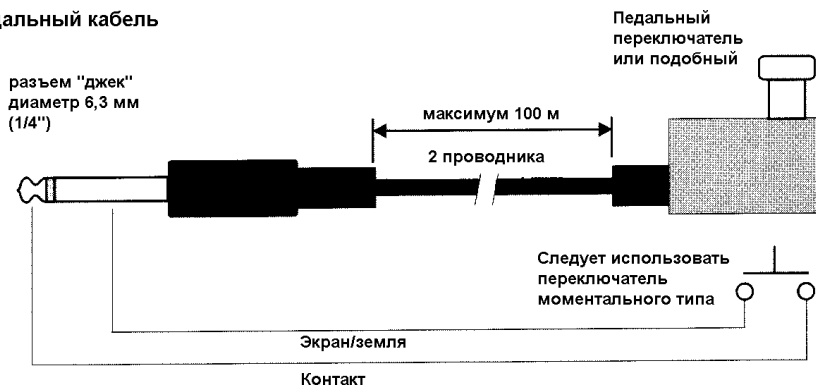 дальный кабель
Педальный
переключатель
или подобный
разъем "джек"
диаметр 6,3 мм
(1/4")
максимум 100 м
2 проводника
Следует использовать
переключатель
моментального типа
Экран/земля
Контакт